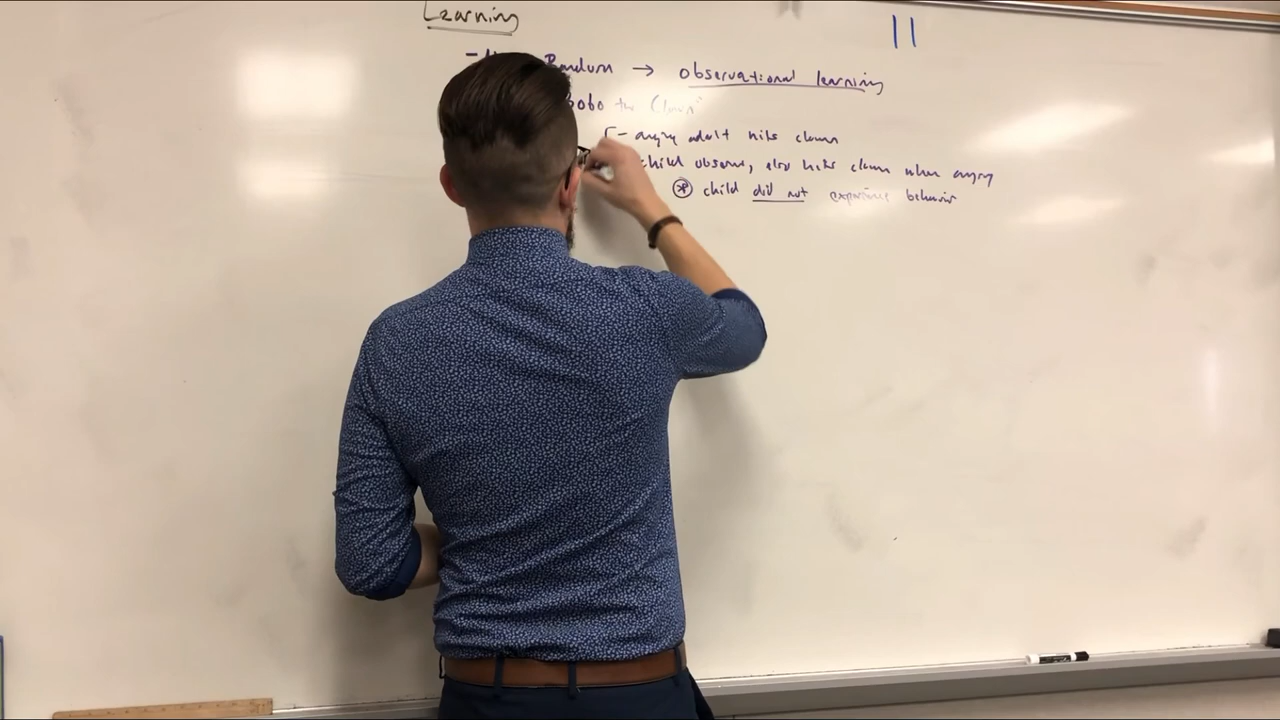 Learning
11
- Bandura → observational learning
Bobo the Clown"
- angry adult hits clown
child observes, also hits clown when angry
* child did not experience behavior